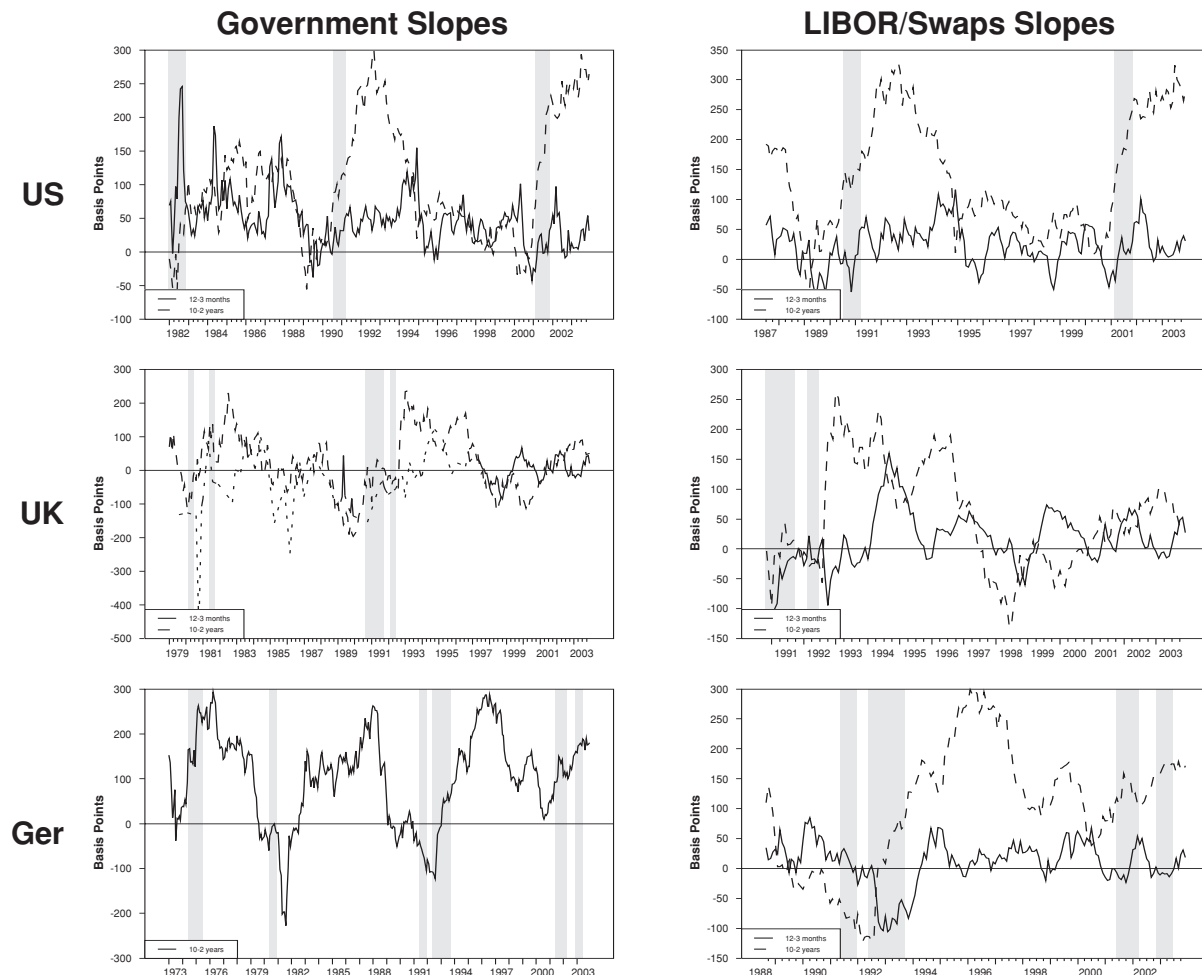 Government Slopes
LIBOR/Swaps Slopes
US
Basis Points
300
250
200
150
100
50
0
-50
-100
12-3 months
10-2 years
1982 1984 1986 1988 1990 1992 1994 1996 1998 2000 2002
Basis Points
350
300
250
200
150
100
50
0
-50
-100
12-3 months
10-2 years
1987 1989 1991 1993 1995 1997 1999 2001 2003
UK
Basis Points
300
200
100
0
-100
-200
-300
-400
-500
12-3 months
10-2 years
1979 1981 1983 1985 1987 1989 1991 1993 1995 1997 1999 2001 2003
Basis Points
300
250
200
150
100
50
0
-50
-100
-150
12-3 months
10-2 years
1991 1992 1993 1994 1995 1996 1997 1998 1999 2000 2001 2002 2003
Ger
Basis Points
300
200
100
0
-100
-200
-300
10-2 years
1973 1976 1979 1982 1985 1988 1991 1994 1997 2000 2003
Basis Points
300
250
200
150
100
50
0
-50
-100
-150
12-3 months
10-2 years
1988 1990 1992 1994 1996 1998 2000 2002